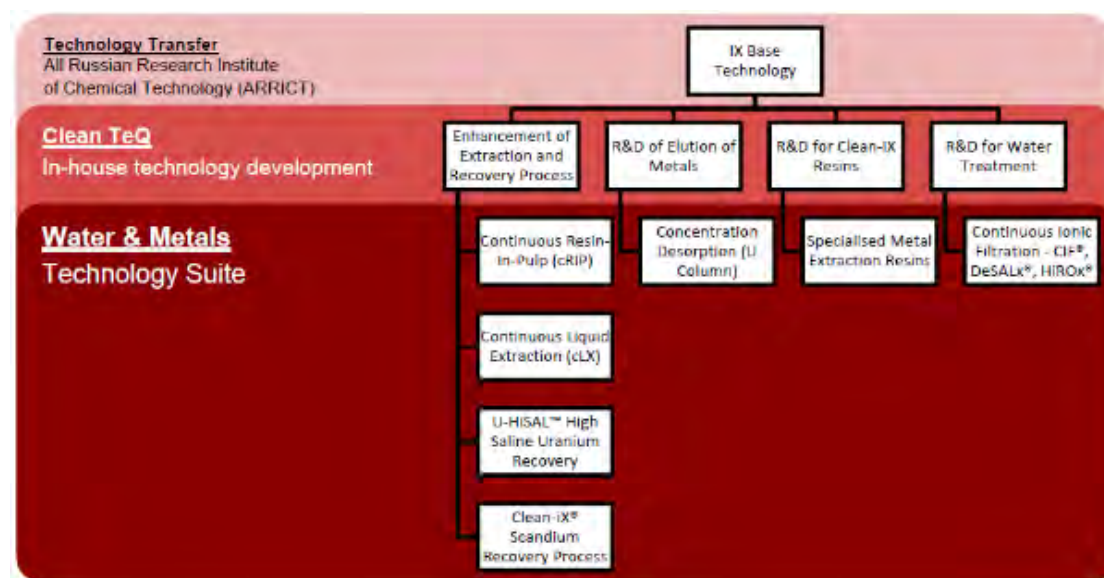 Technology Transfer
All Russian Research Institute
of Chemical Technology (ARRICT)
IX Base
Technology
Clean TeQ
In-house technology development
Enhancement of
Extraction and
Recovery Process
R&D of Elution of
Metals
R&D for Clean-IX
Resins
R&D for Water
Treatment
Water & Metals
Technology Suite
Continuous Resin-
In-Pulp (cRIP)
Concentration
Desorption (U
Column)
Specialised Metal
Extraction Resins
Continuous Ionic
Filtration - CIF®,
DeSALx®, HiROx®
Continuous Liquid
Extraction (cLX)
U-HiSAL™ High
Saline Uranium
Recovery
Clean-iX®
Scandium
Recovery Process